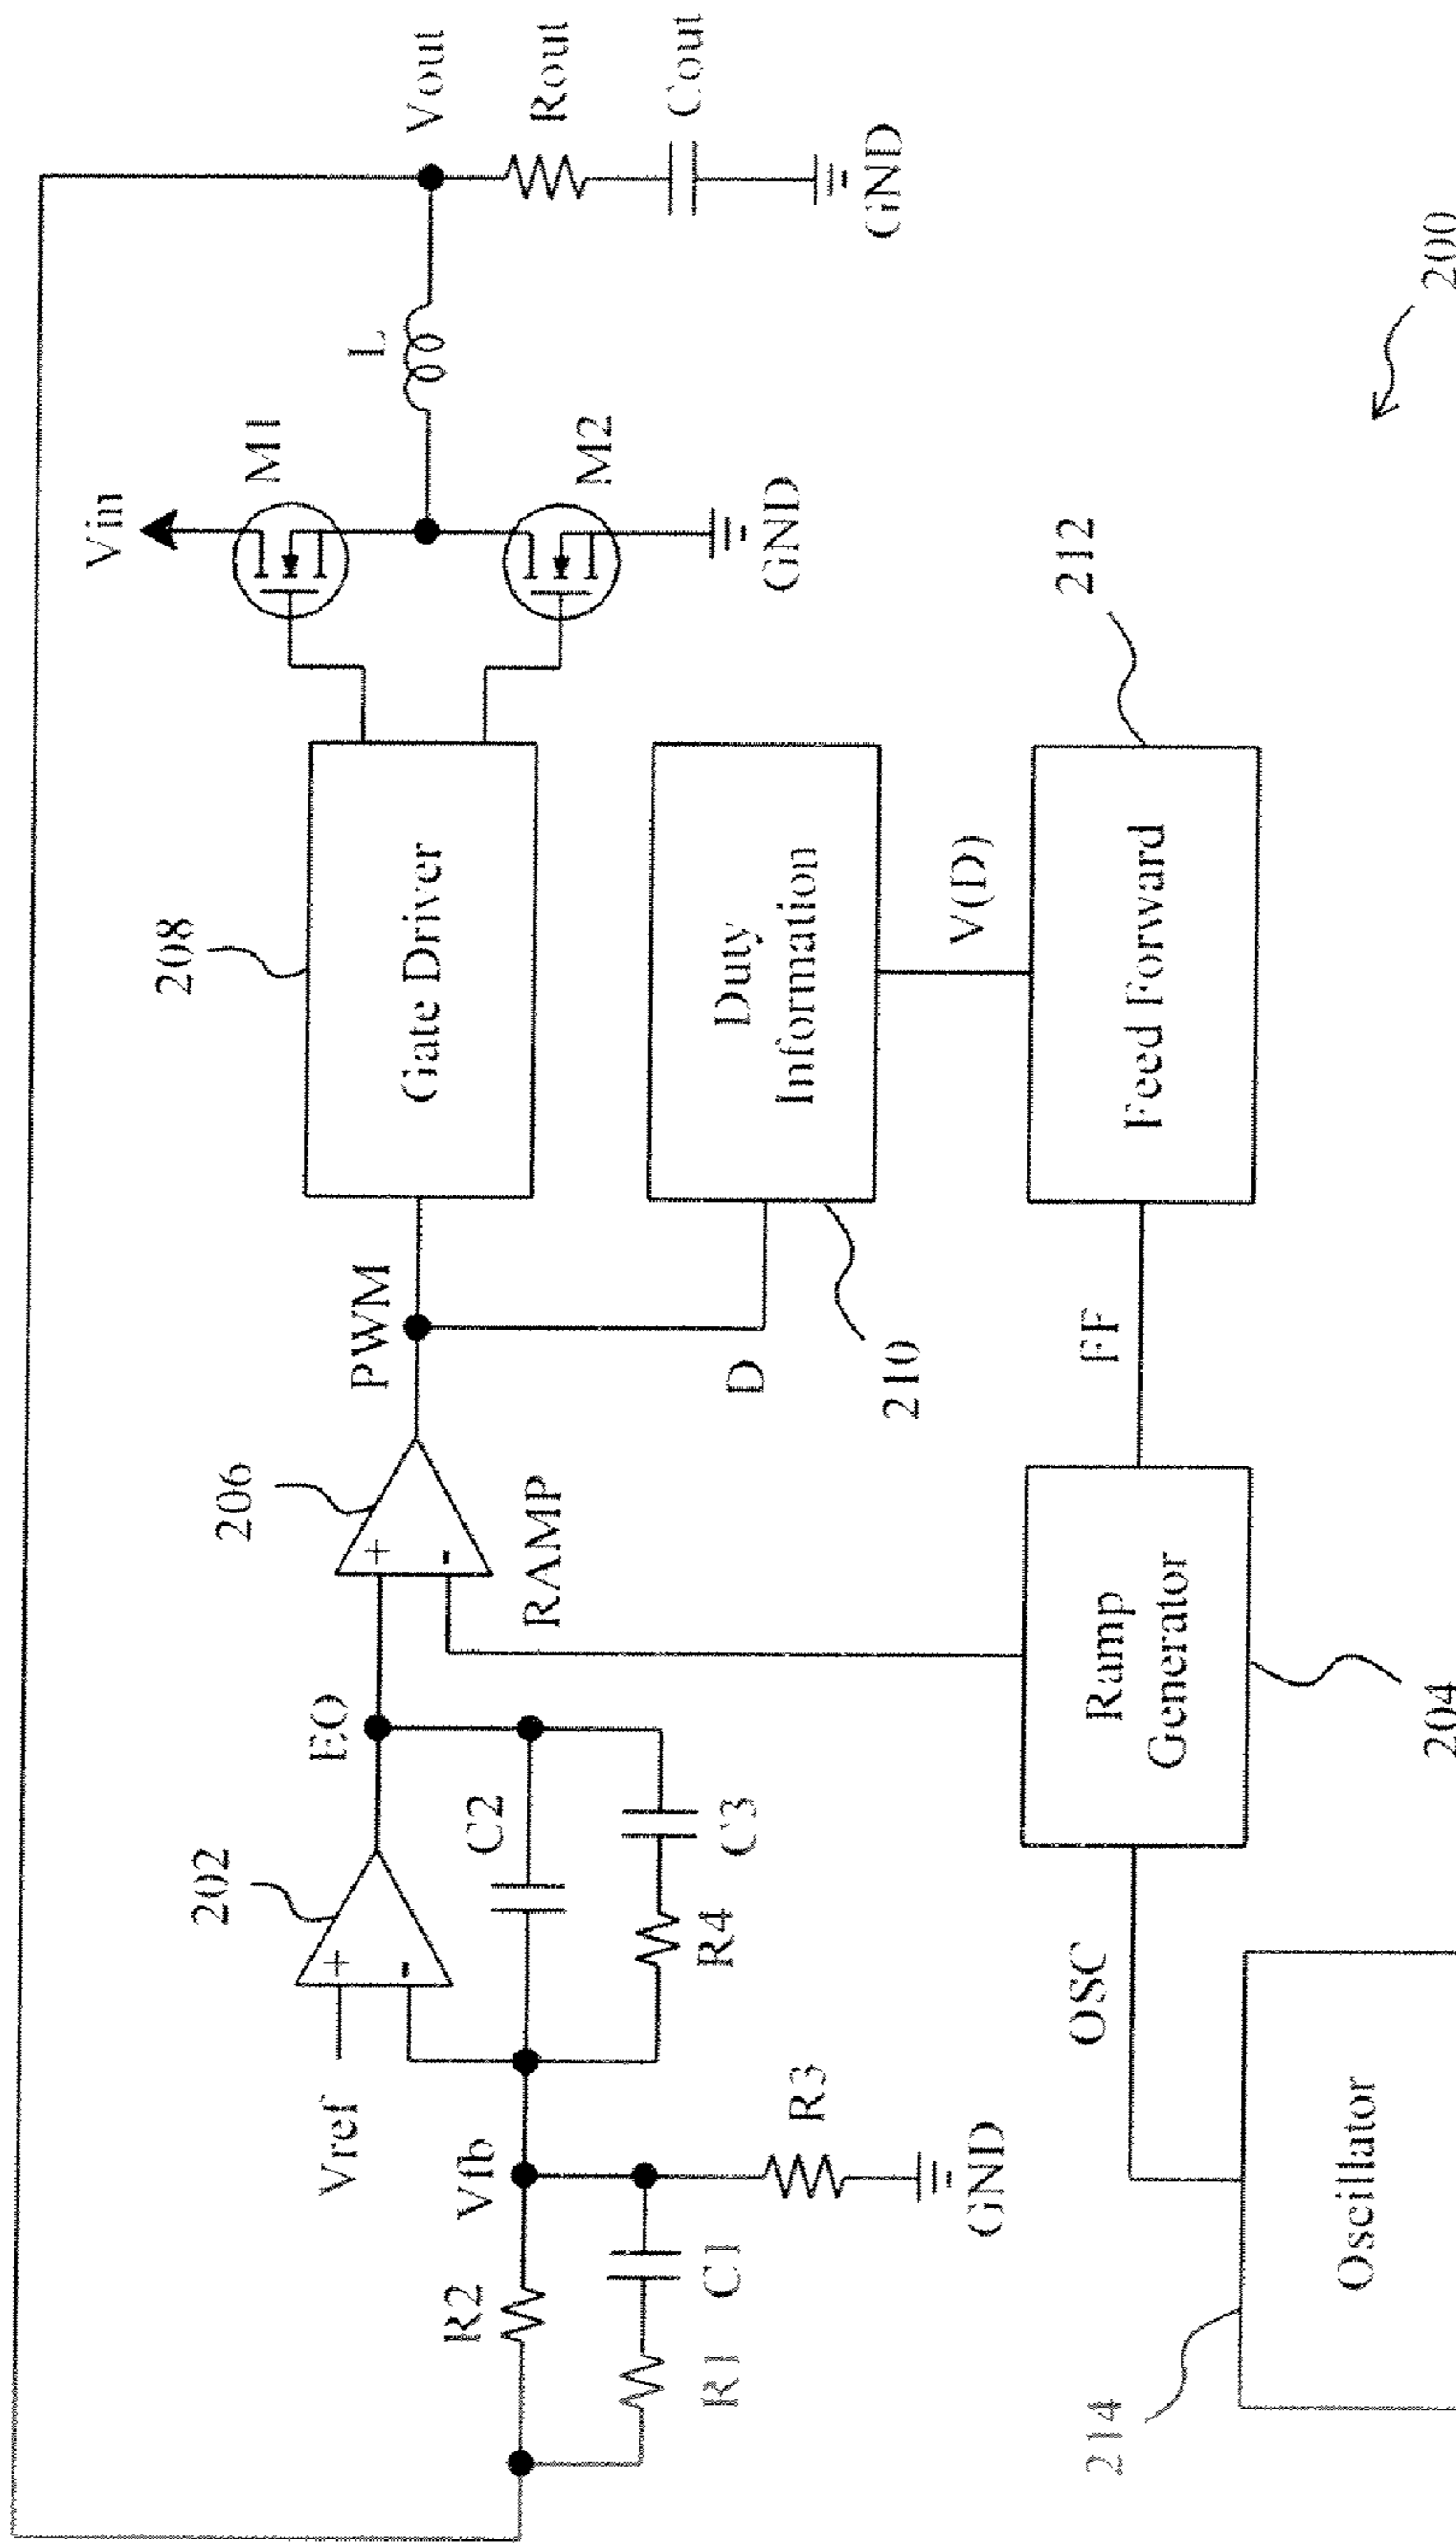 Vin
M1
L
Vout
Rout
Cout
GND
M2
GND
208
Gate Driver
PWM
206
EO
202
Vref
C2
C3
R4
Vfb
R2
R1
C1
R3
GND
RAMP
D
Duty
Information
210
V(D)
212
Feed Forward
FF
Ramp
Generator
204
OSC
214
Oscillator
200